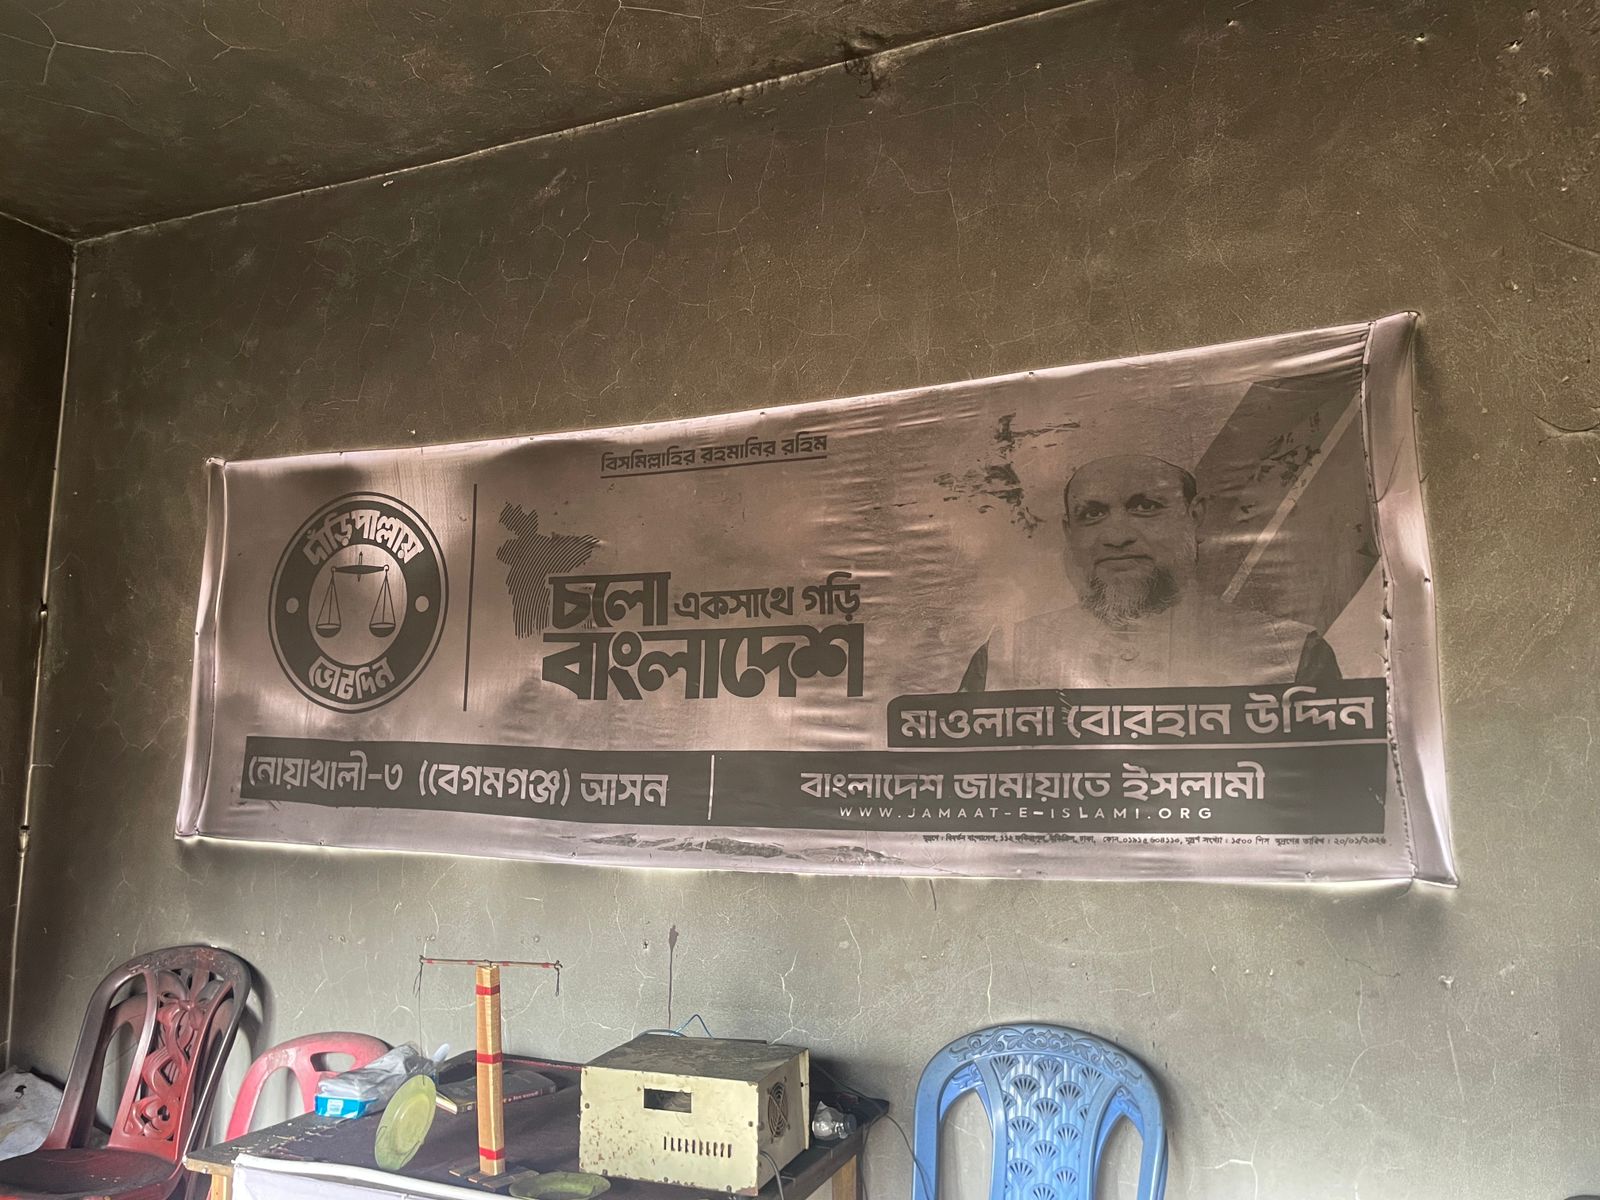 বিসমিল্লাহির রহমানির রহিম
দাঁড়িপাল্লায়
ভোট দিন
চলো একসাথে গড়ি
বাংলাদেশ
মাওলানা বোরহান উদ্দিন
নোয়াখালী-৩ (বেগমগঞ্জ) আসন
বাংলাদেশ জামায়াতে ইসলামী
WWW.JAMAAT-E-ISLAMI.ORG